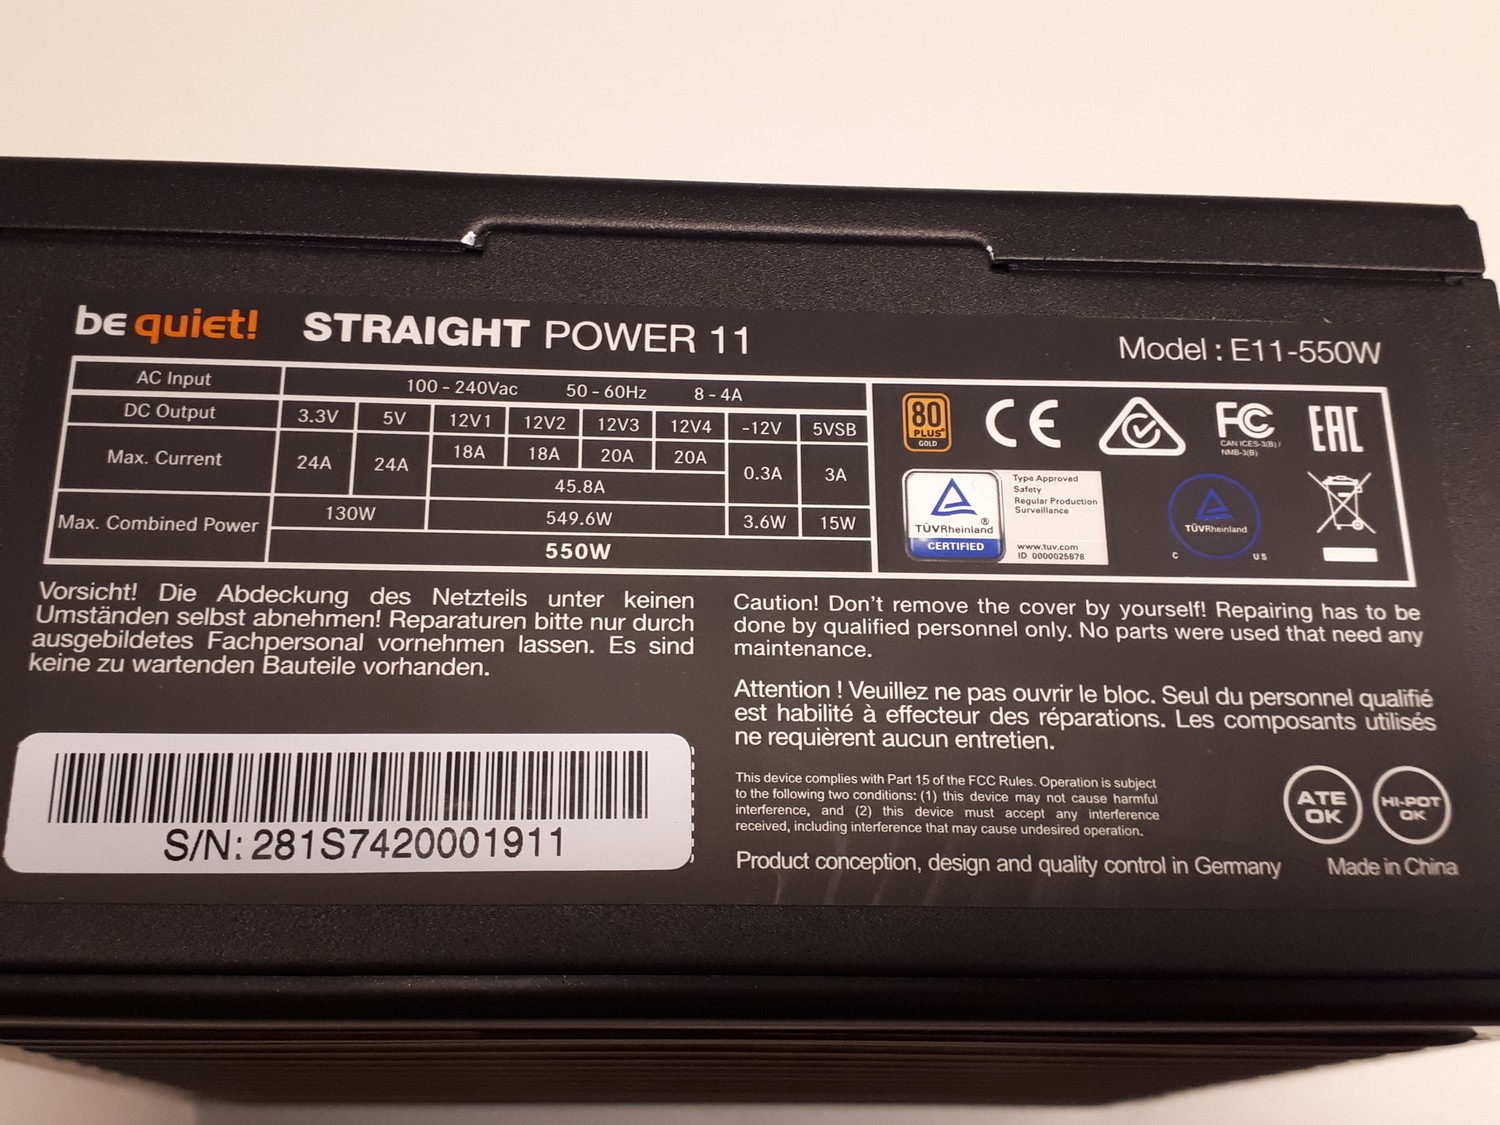 be quiet! STRAIGHT POWER 11
Model : E11-550W
AC Input 100 - 240Vac 50 - 60Hz 8 - 4A
DC Output 3.3V 5V 12V1 12V2 12V3 12V4 -12V 5VSB
Max. Current 24A 24A 18A 18A 20A 20A 0.3A 3A
45.8A
Max. Combined Power 130W 549.6W 3.6W 15W
550W
80
PLUS
GOLD
CE
FC
CAN ICES-3(B) /
NMB-3(B)
EAC
TÜVRheinland
CERTIFIED
Type Approved
Safety
Regular Production
Surveillance
www.tuv.com
ID 0000025878
TÜVRheinland
C US
Vorsicht! Die Abdeckung des Netzteils unter keinen
Umständen selbst abnehmen! Reparaturen bitte nur durch
ausgebildetes Fachpersonal vornehmen lassen. Es sind
keine zu wartenden Bauteile vorhanden.
Caution! Don't remove the cover by yourself! Repairing has to be
done by qualified personnel only. No parts were used that need any
maintenance.
Attention ! Veuillez ne pas ouvrir le bloc. Seul du personnel qualifié
est habilité à effecteur des réparations. Les composants utilisés
ne requièrent aucun entretien.
S/N: 281S7420001911
This device complies with Part 15 of the FCC Rules. Operation is subject
to the following two conditions: (1) this device may not cause harmful
interference, and (2) this device must accept any interference
received, including interference that may cause undesired operation.
ATE
OK
HI-POT
OK
Product conception, design and quality control in Germany
Made in China